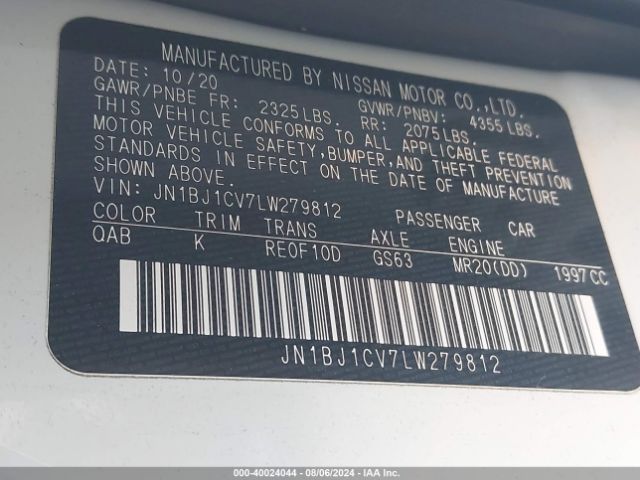 MANUFACTURED BY NISSAN MOTOR CO.,LTD.
DATE: 10/20 GVWR/PNBV: 4355LBS.
GAWR/PNBE FR: 2325LBS. RR: 2075LBS.
THIS VEHICLE CONFORMS TO ALL APPLICABLE FEDERAL
MOTOR VEHICLE SAFETY,BUMPER,AND THEFT PREVENTION
STANDARDS IN EFFECT ON THE DATE OF MANUFACTURE
SHOWN ABOVE.
VIN: JN1BJ1CV7LW279812 PASSENGER CAR
COLOR TRIM TRANS AXLE ENGINE
QAB K RE0F10D GS63 MR20(DD) 1997CC
JN1BJ1CV7LW279812
000-40024044 - 08/06/2024 - IAA Inc.